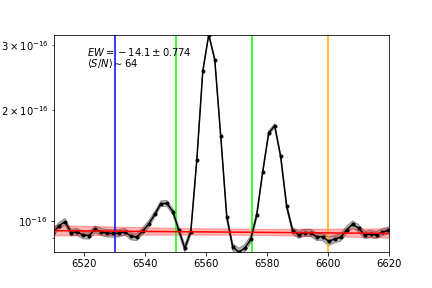 3 × 10⁻¹⁶
EW = −14.1 ± 0.774
⟨S/N⟩ ~ 64
2 × 10⁻¹⁶
10⁻¹⁶
6520 6540 6560 6580 6600 6620